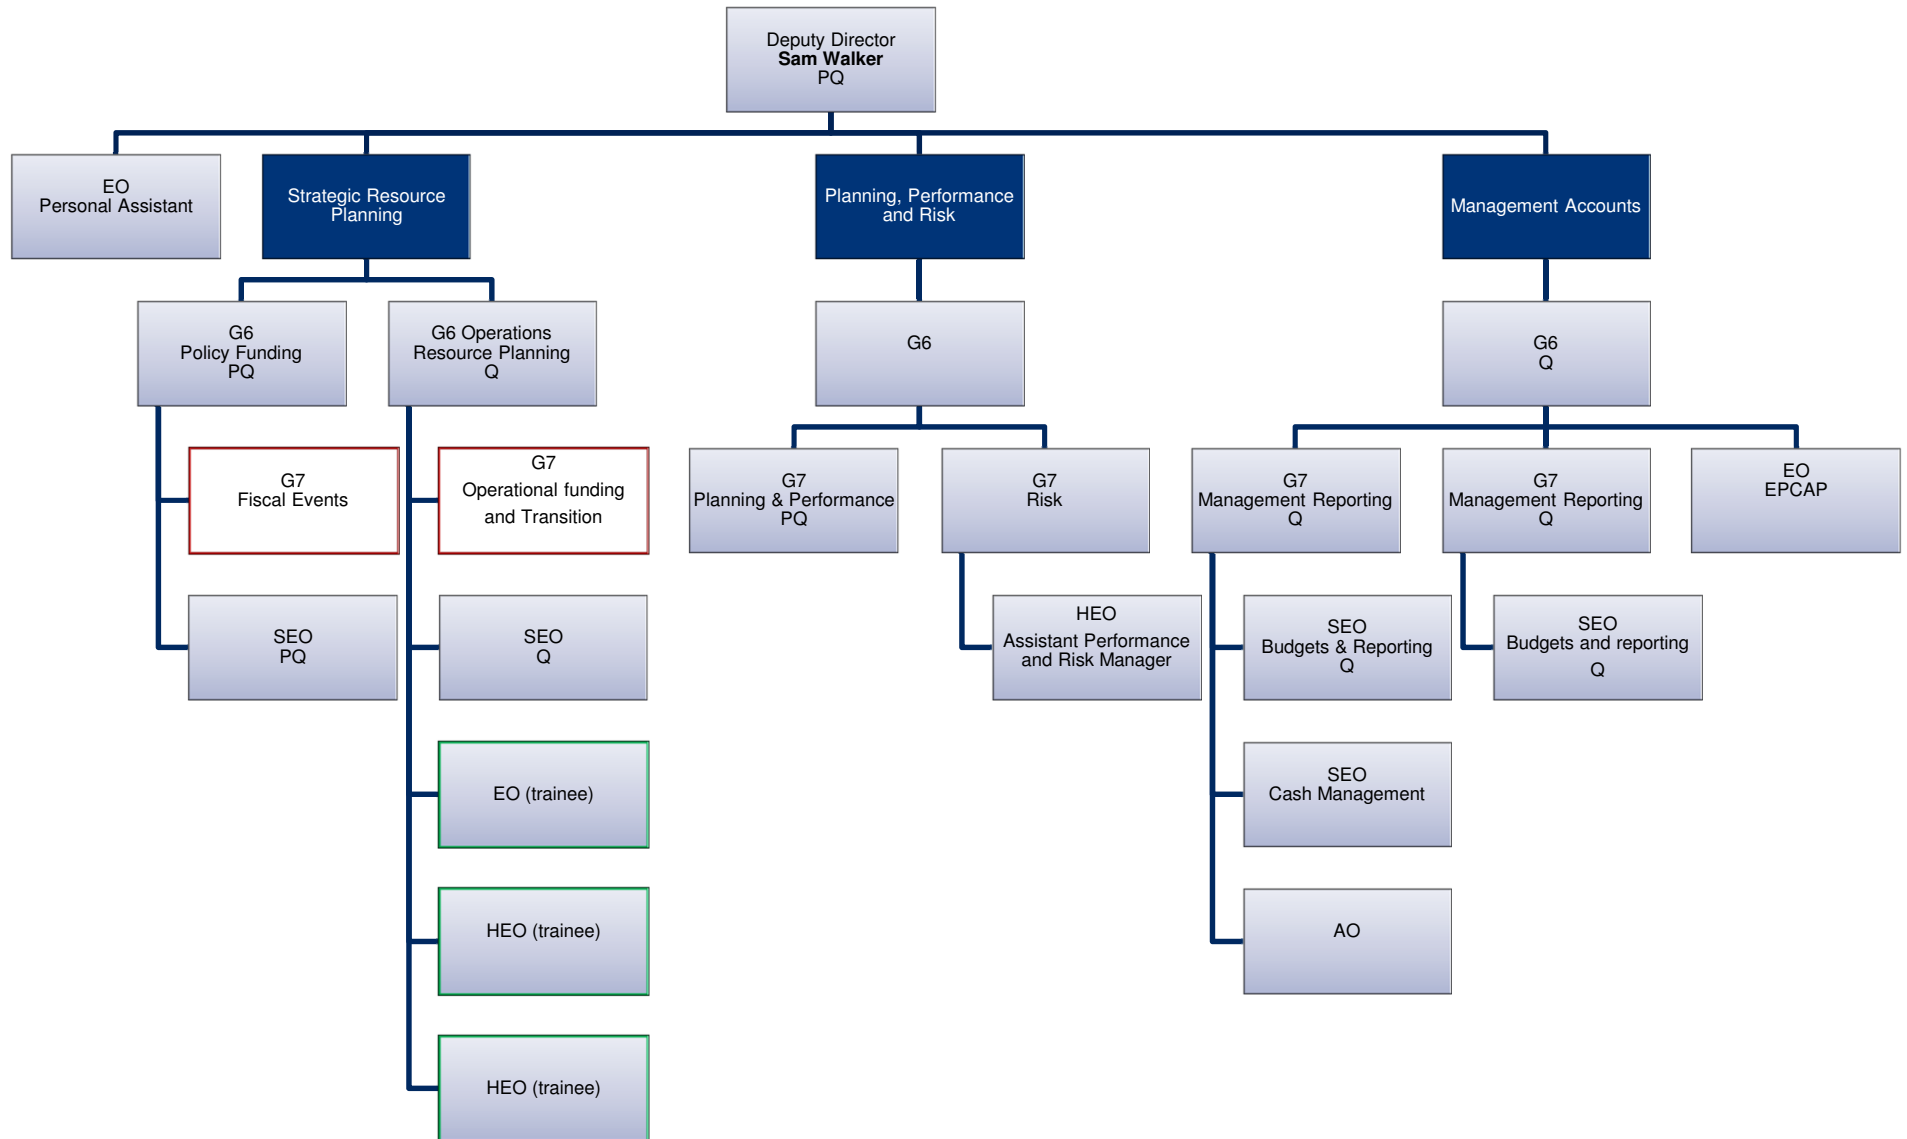 Deputy Director
Sam Walker
PQ
EO
Personal Assistant
Strategic Resource
Planning
Planning, Performance
and Risk
Management Accounts
G6
Policy Funding
PQ
G6 Operations
Resource Planning
Q
G6
G6
Q
G7
Fiscal Events
G7
Operational funding
and Transition
G7
Planning & Performance
PQ
G7
Risk
G7
Management Reporting
Q
G7
Management Reporting
Q
EO
EPCAP
SEO
PQ
SEO
Q
HEO
Assistant Performance
and Risk Manager
SEO
Budgets & Reporting
Q
SEO
Budgets and reporting
Q
EO (trainee)
SEO
Cash Management
HEO (trainee)
AO
HEO (trainee)